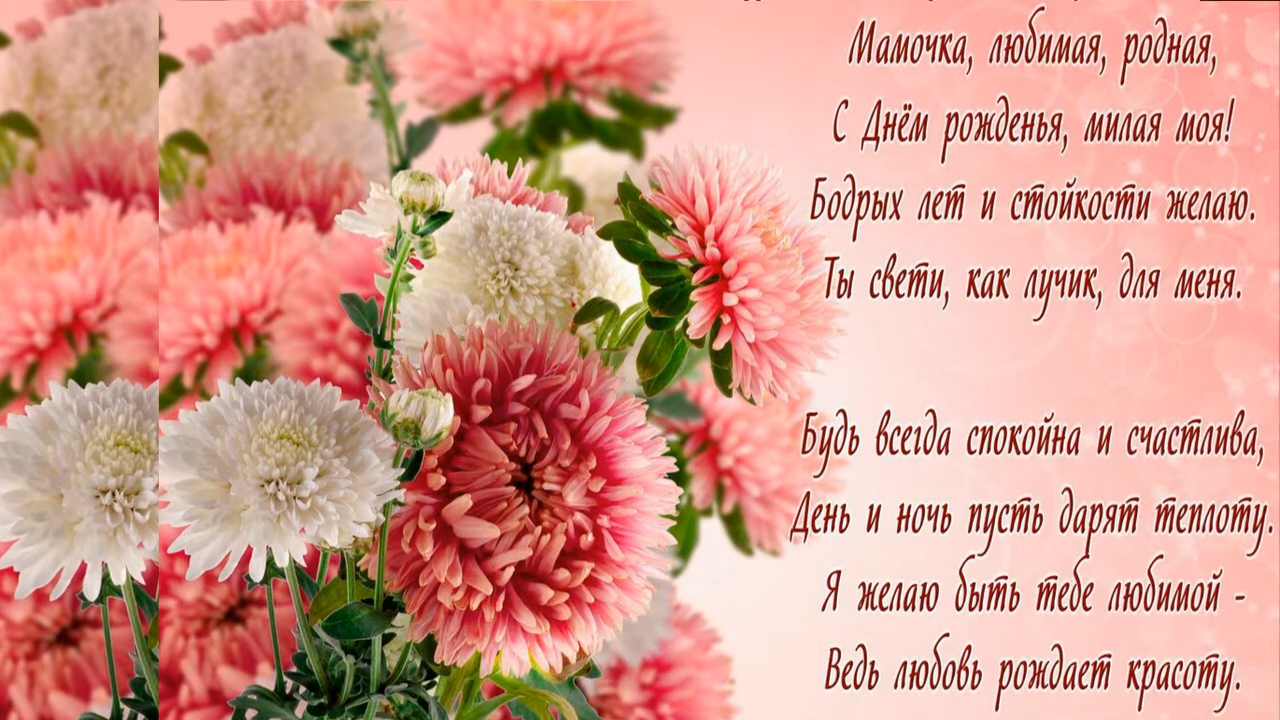 Мамочка, любимая, родная,
С Днём рожденья, милая моя!
Бодрых лет и стойкости желаю.
Ты свети, как лучик, для меня.
Будь всегда спокойна и счастлива,
День и ночь пусть дарят теплоту.
Я желаю быть тебе любимой -
Ведь любовь рождает красоту.